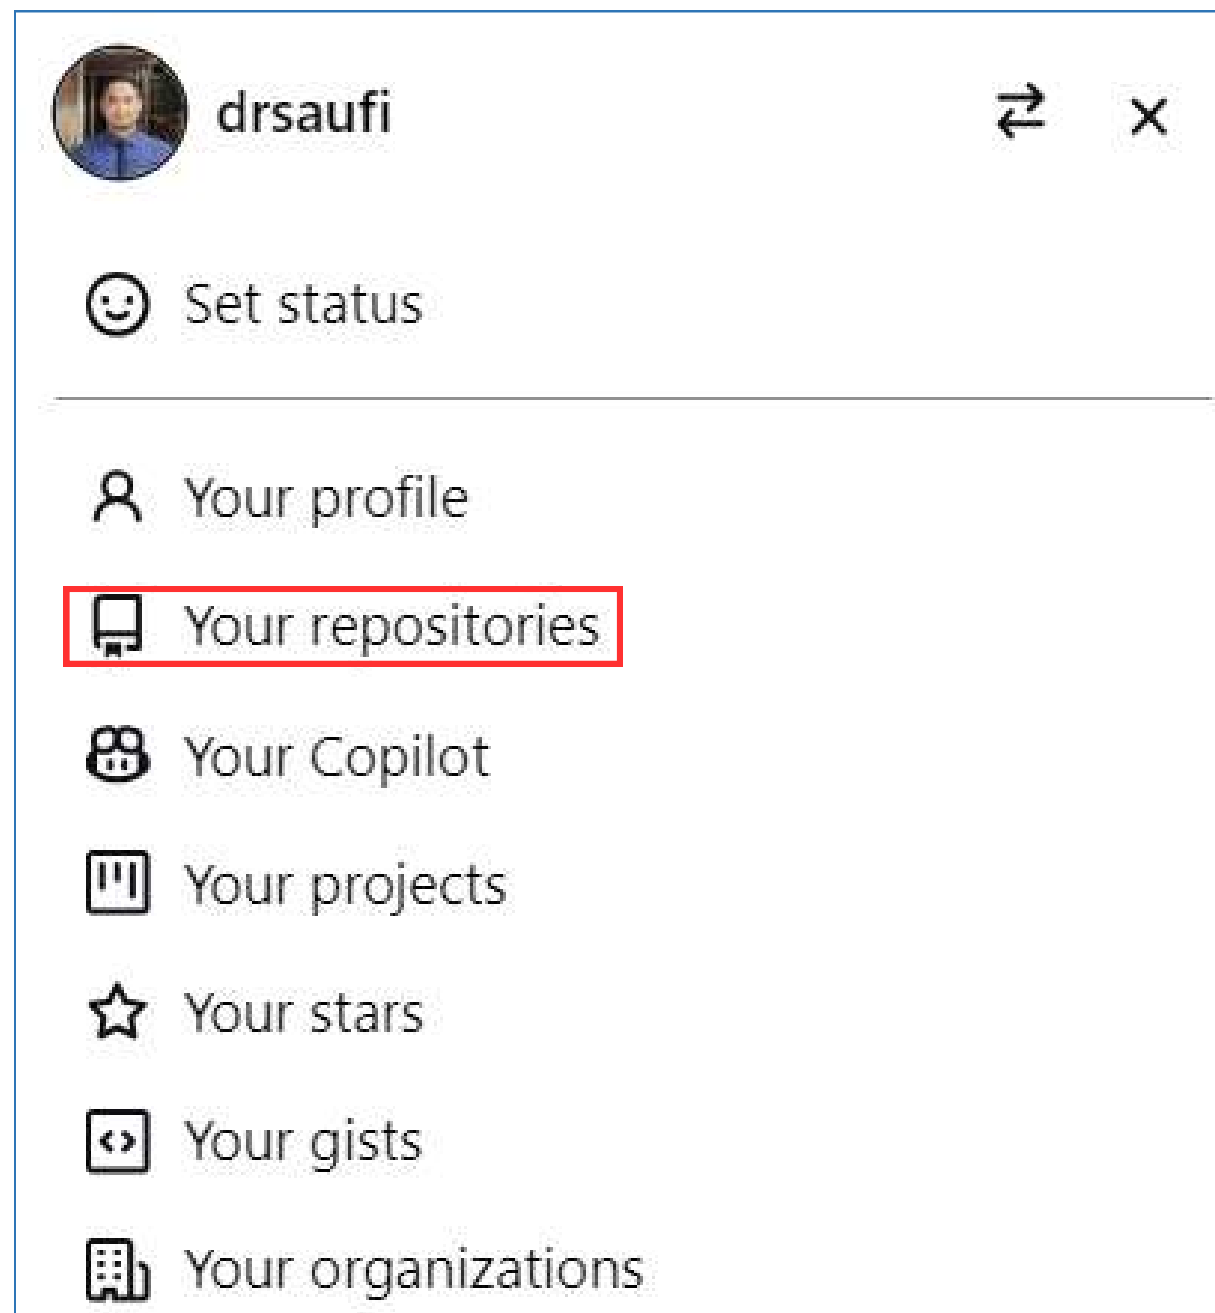 drsaufi
Set status
Your profile
Your repositories
Your Copilot
Your projects
Your stars
Your gists
Your organizations